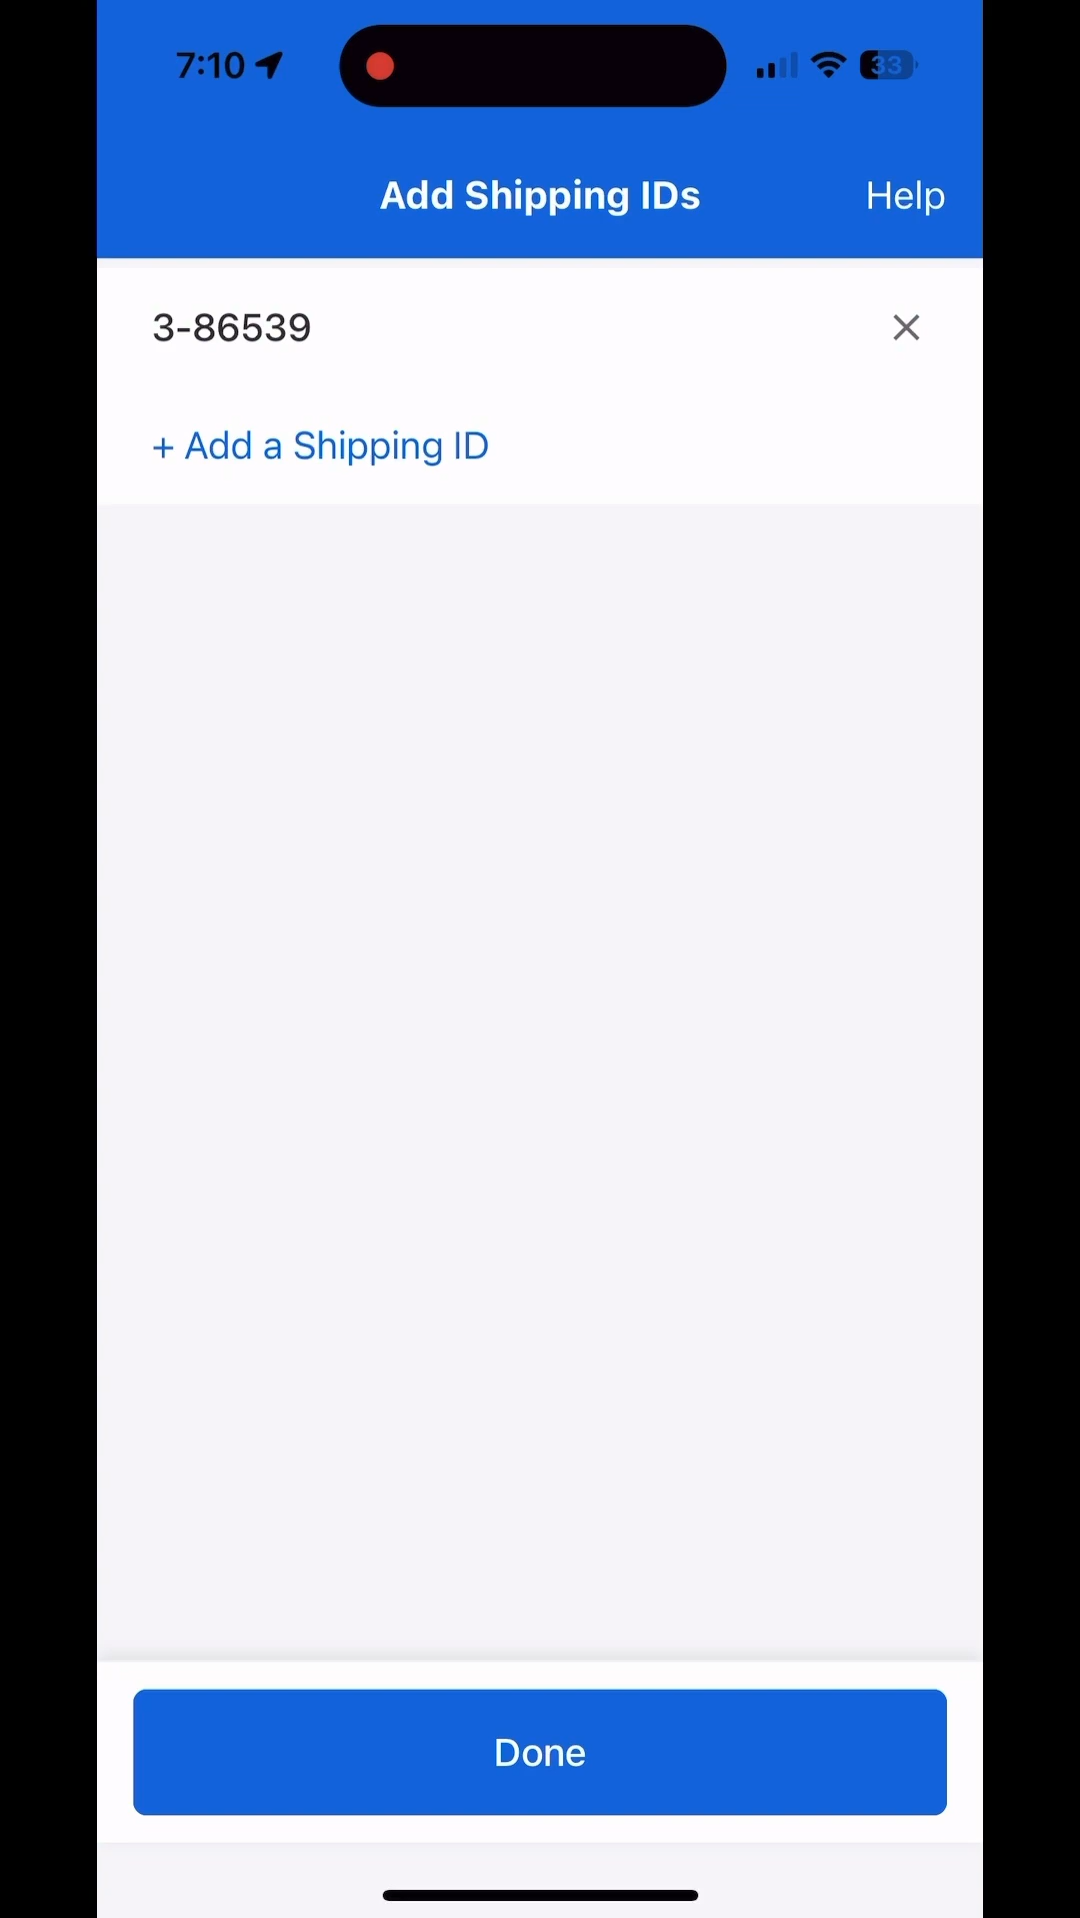 7:10
33
Add Shipping IDs
Help
3-86539
+ Add a Shipping ID
Done